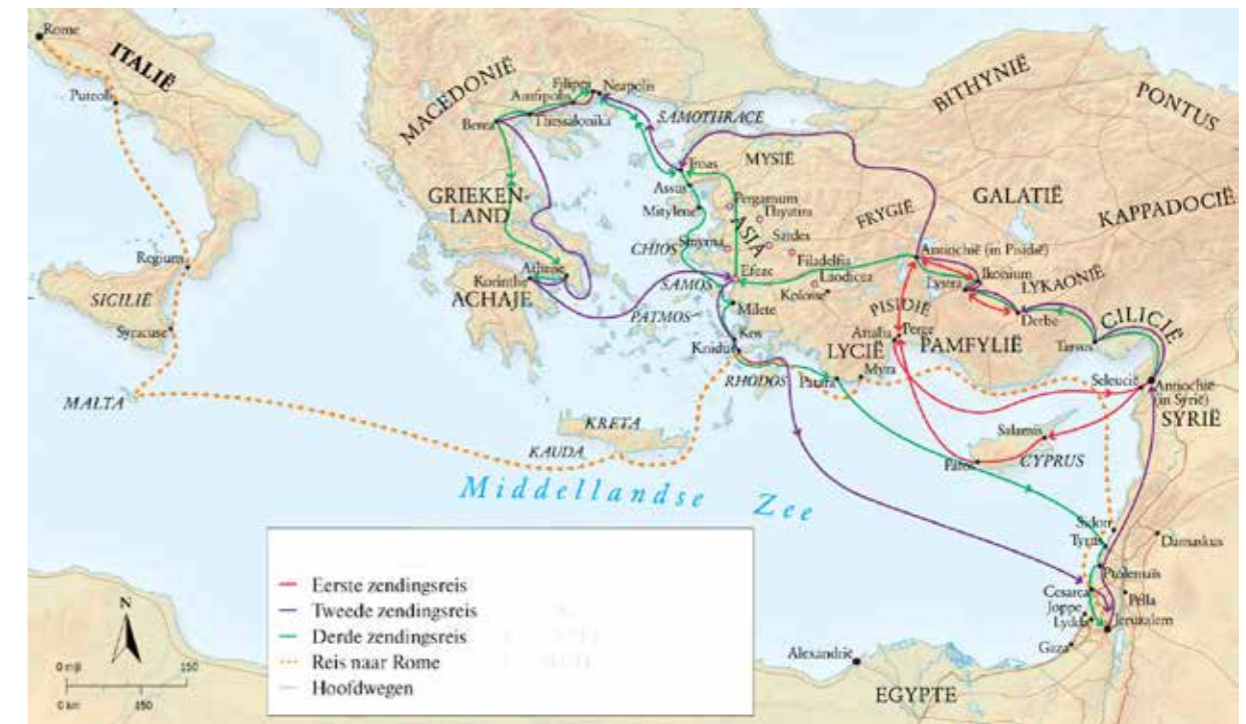 Rome
ITALIË
Puteoli
Regium
SICILIË
Syracuse
MALTA
MACEDONIË
Filippi
Neapolis
Amfipolis
Thessalonika
Berea
SAMOTHRACE
BITHYNIË
PONTUS
Troas
MYSIË
Assus
Mitylene
Pergamum
Thyatira
GALATIË
KAPPADOCIË
GRIEKEN-
LAND
ASIA
FRYGIË
CHIOS
Smyrna
Sardes
Filadelfia
Antiochië (in Pisidië)
Athene
Korinthe
ACHAJE
SAMOS
Efeze
Laodicea
Kolosse
Ikonium
Lystra
LYKAONIË
PISIDIË
Derbe
PATMOS
Milete
Attalia
Perge
CILICIË
Kos
LYCIË
PAMFYLIË
Tarsus
Knidus
RHODOS
Patara
Myra
Seleucië
Antiochië
(in Syrië)
SYRIË
KRETA
KAUDA
Salamis
Pafos
CYPRUS
Middellandse Zee
Sidon
Tyrus
Damaskus
Ptolemaïs
Cesarea
Pella
Joppe
Lydda
Jeruzalem
Gaza
Alexandrië
EGYPTE
Eerste zendingsreis
Tweede zendingsreis
Derde zendingsreis
Reis naar Rome
Hoofdwegen
N
0 mijl 150
0 km 150